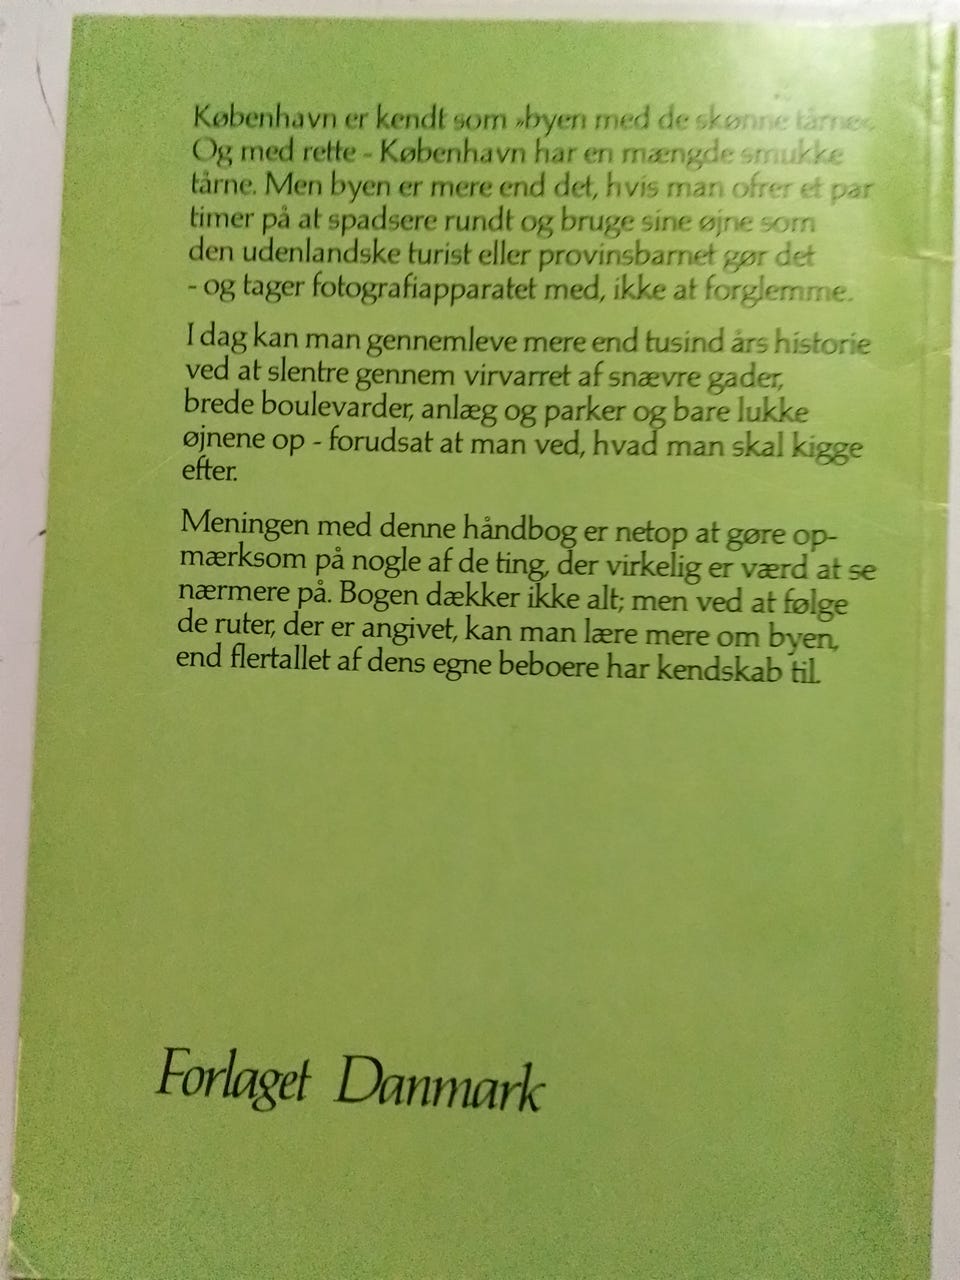 København er kendt som »byen med de skønne tårne«.
Og med rette - København har en mængde smukke
tårne. Men byen er mere end det, hvis man ofrer et par
timer på at spadsere rundt og bruge sine øjne som
den udenlandske turist eller provinsbarnet gør det
- og tager fotografiapparatet med, ikke at forglemme.
I dag kan man gennemleve mere end tusind års historie
ved at slentre gennem virvarret af snævre gader,
brede boulevarder, anlæg og parker og bare lukke
øjnene op - forudsat at man ved, hvad man skal kigge
efter.
Meningen med denne håndbog er netop at gøre op-
mærksom på nogle af de ting, der virkelig er værd at se
nærmere på. Bogen dækker ikke alt; men ved at følge
de ruter, der er angivet, kan man lære mere om byen,
end flertallet af dens egne beboere har kendskab til.
Forlaget Danmark